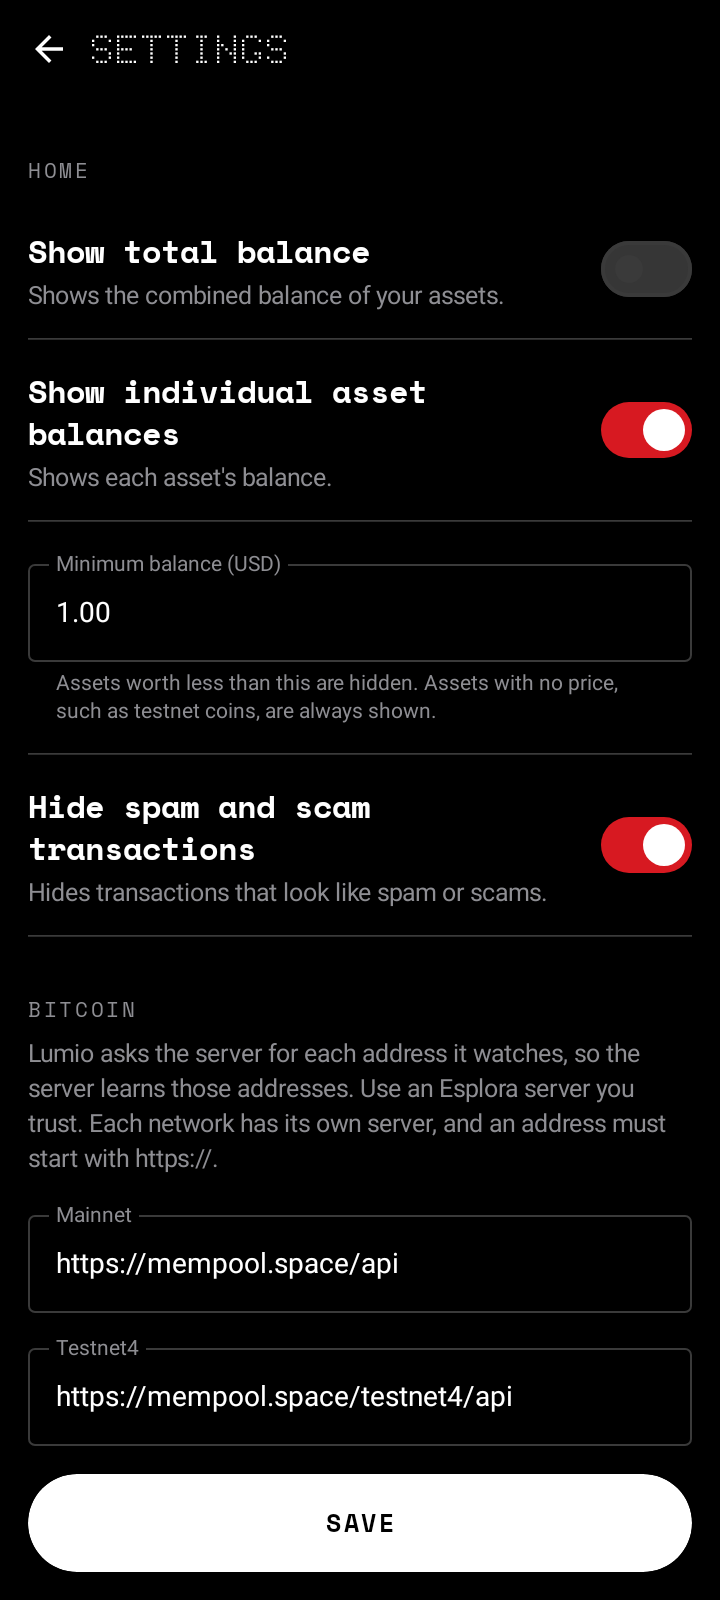 SETTINGS
HOME
Show total balance
Shows the combined balance of your assets.
Show individual asset
balances
Shows each asset's balance.
Minimum balance (USD)
1.00
Assets worth less than this are hidden. Assets with no price,
such as testnet coins, are always shown.
Hide spam and scam
transactions
Hides transactions that look like spam or scams.
BITCOIN
Lumio asks the server for each address it watches, so the
server learns those addresses. Use an Esplora server you
trust. Each network has its own server, and an address must
start with https://.
Mainnet
https://mempool.space/api
Testnet4
https://mempool.space/testnet4/api
SAVE